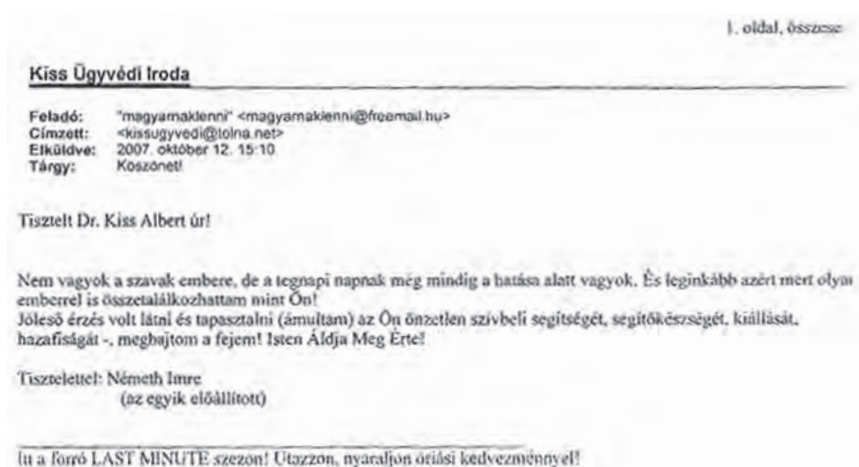 1. oldal, összese
Kiss Ügyvédi Iroda
Feladó: "magyarnaklenni" <magyarnaklenni@freemail.hu>
Címzett: <kissugyvedi@tolna.net>
Elküldve: 2007. október 12. 15:10
Tárgy: Köszönet!
Tisztelt Dr. Kiss Albert úr!
Nem vagyok a szavak embere, de a tegnapi napnak még mindig a hatása alatt vagyok. És leginkább azért mert olyan
emberrel is összetalálkozhattam mint Ön!
Jóleső érzés volt látni és tapasztalni (ámultam) az Ön önzetlen szívbeli segítségét, segítőkészségét, kiállását,
hazafiságát -, meghajtom a fejem! Isten Áldja Meg Érte!
Tisztelettel: Németh Imre
(az egyik előállított)
Itt a forró LAST MINUTE szezon! Utazzon, nyaraljon óriási kedvezménnyel!